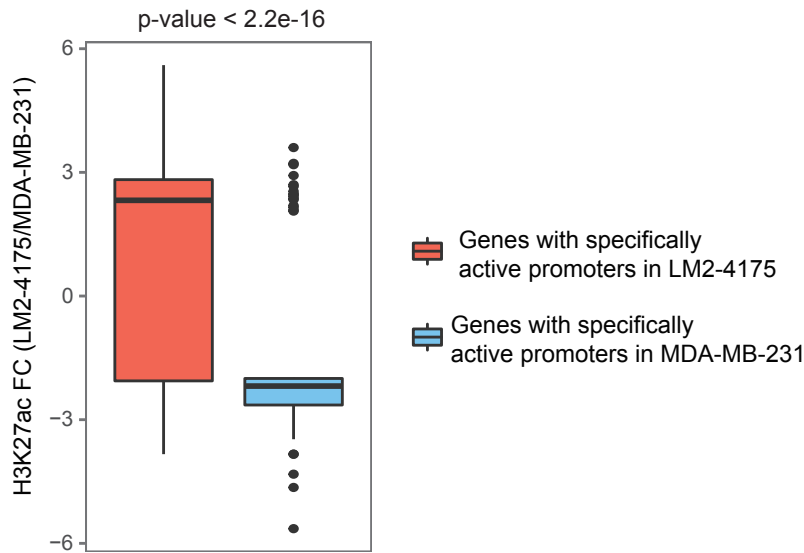 p-value < 2.2e-16
H3K27ac FC (LM2-4175/MDA-MB-231)
6
3
0
−3
−6
Genes with specifically
active promoters in LM2-4175
Genes with specifically
active promoters in MDA-MB-231